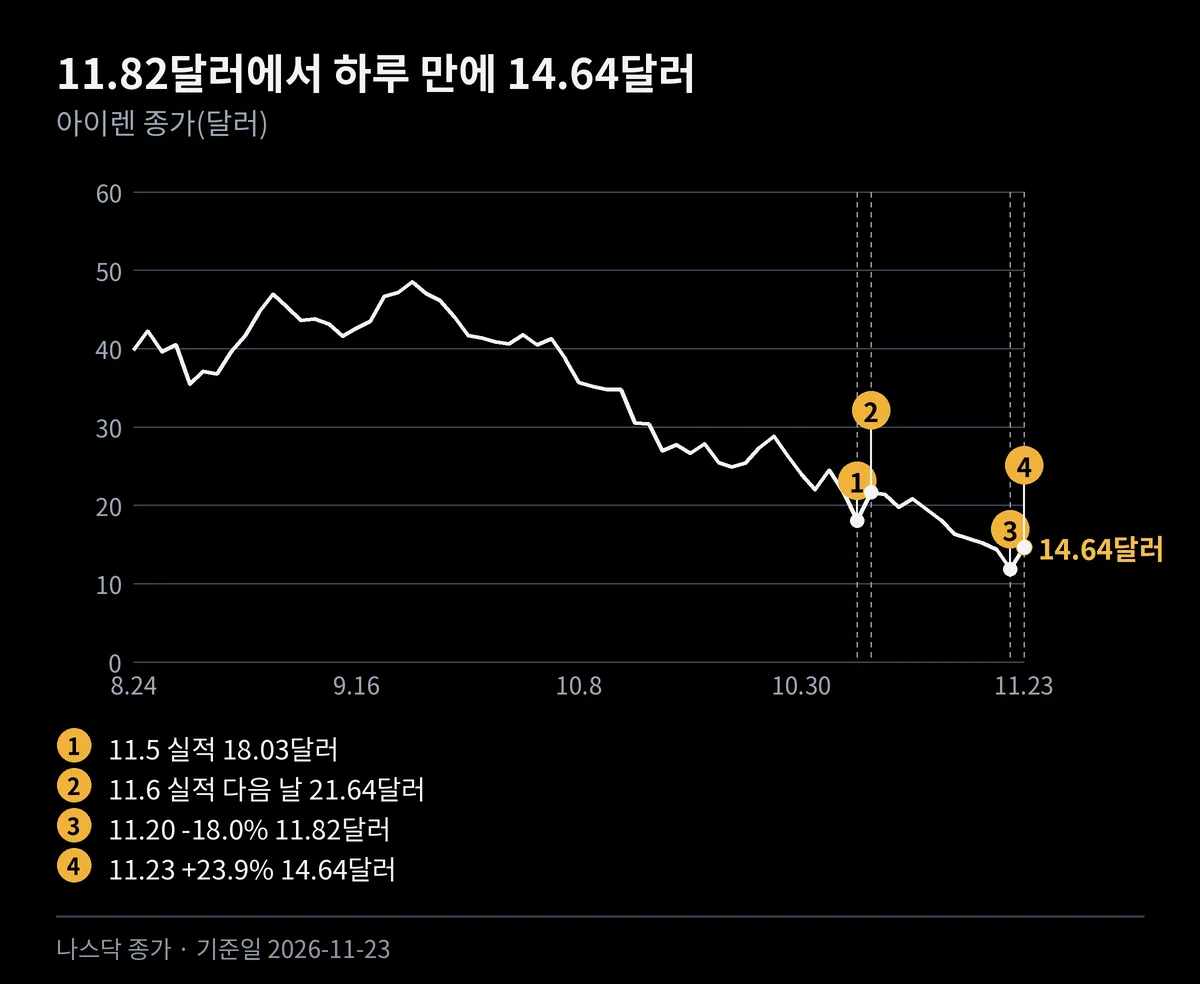 11.82달러에서 하루 만에 14.64달러
아이렌 종가(달러)
60
50
40
30
20
10
0
2
1
4
3
14.64달러
8.24 9.16 10.8 10.30 11.23
1 11.5 실적 18.03달러
2 11.6 실적 다음 날 21.64달러
3 11.20 -18.0% 11.82달러
4 11.23 +23.9% 14.64달러
나스닥 종가 · 기준일 2026-11-23